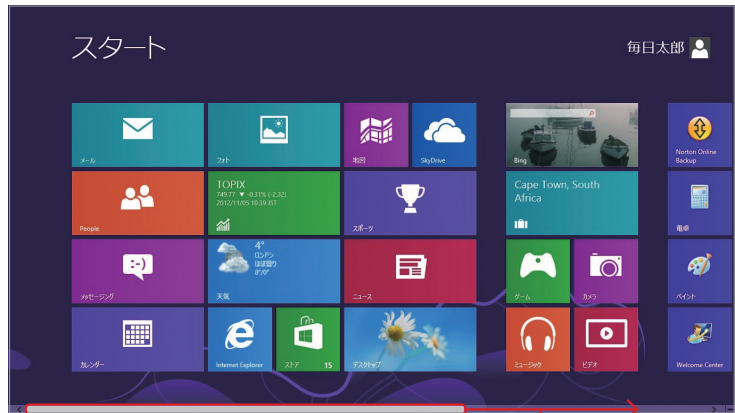 スタート
毎日太郎
メール
フォト
地図
SkyDrive
Bing
Norton Online
Backup
People
TOPIX
749.77 ▼ -0.31% (-2.32)
2012/11/05 10:39 JST
スポーツ
Cape Town, South
Africa
電卓
メッセージング
4°
ロンドン
ほぼ曇り
8°/0°
天気
ニュース
ゲーム
カメラ
ペイント
カレンダー
Internet Explorer
ストア
15
デスクトップ
ミュージック
ビデオ
Welcome Center